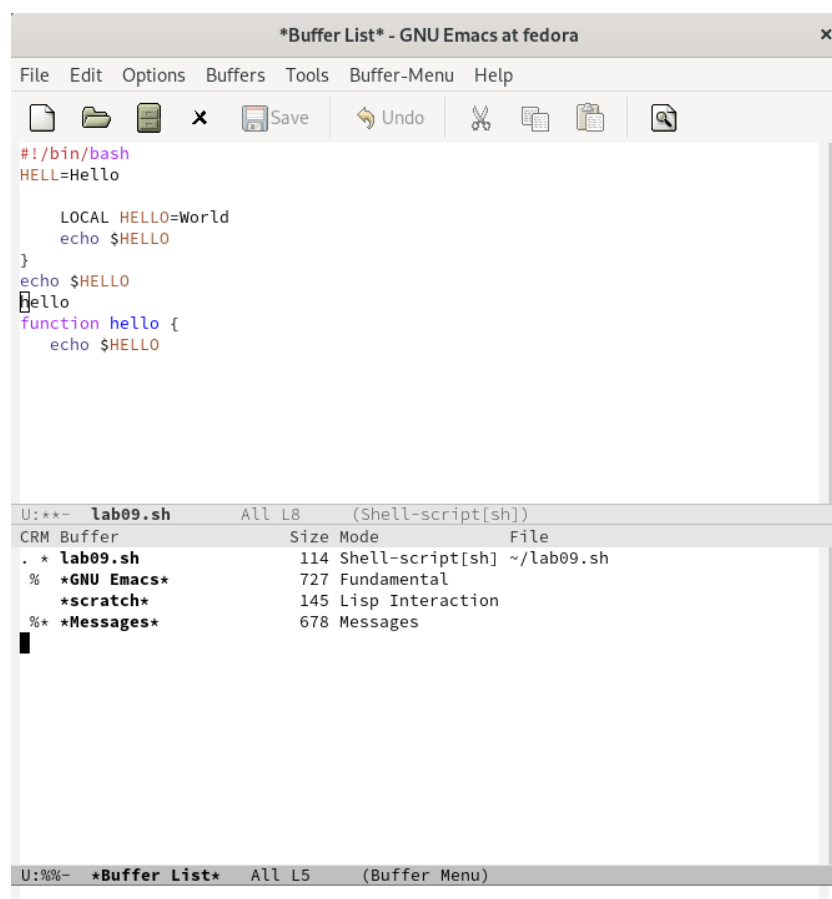 *Buffer List* - GNU Emacs at fedora ×
File Edit Options Buffers Tools Buffer-Menu Help
Save Undo
#!/bin/bash
HELL=Hello
LOCAL HELLO=World
echo $HELLO
}
echo $HELLO
hello
function hello {
echo $HELLO
U:**- lab09.sh All L8 (Shell-script[sh])
CRM Buffer Size Mode File
. * lab09.sh 114 Shell-script[sh] ~/lab09.sh
% *GNU Emacs* 727 Fundamental
*scratch* 145 Lisp Interaction
%* *Messages* 678 Messages
U:%%- *Buffer List* All L5 (Buffer Menu)